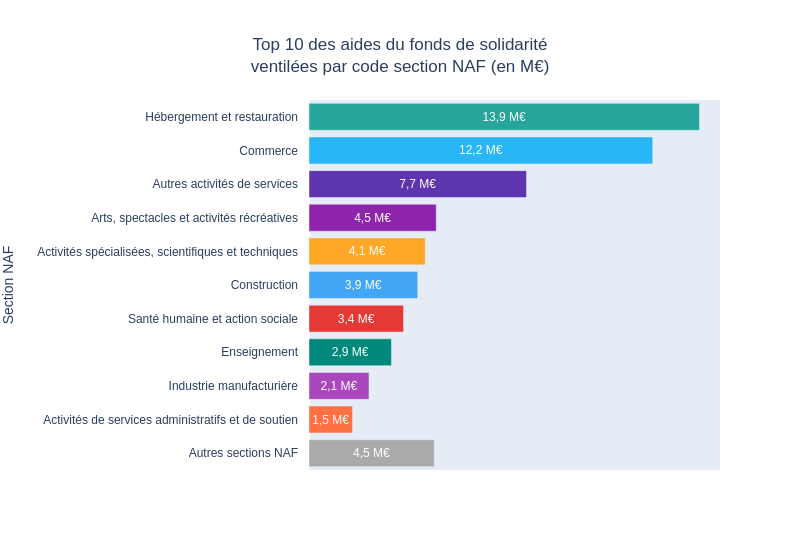 Top 10 des aides du fonds de solidarité
ventilées par code section NAF (en M€)
Section NAF
Hébergement et restauration 13,9 M€
Commerce 12,2 M€
Autres activités de services 7,7 M€
Arts, spectacles et activités récréatives 4,5 M€
Activités spécialisées, scientifiques et techniques 4,1 M€
Construction 3,9 M€
Santé humaine et action sociale 3,4 M€
Enseignement 2,9 M€
Industrie manufacturière 2,1 M€
Activités de services administratifs et de soutien 1,5 M€
Autres sections NAF 4,5 M€